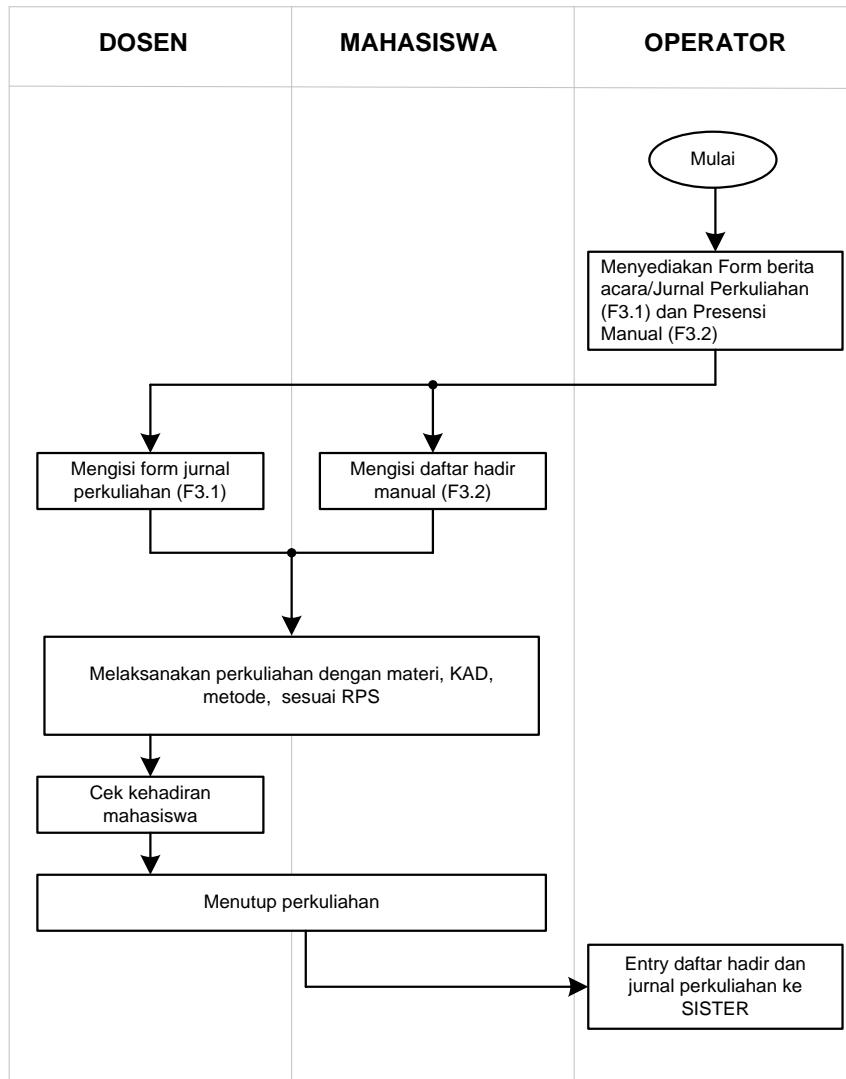 DOSEN
MAHASISWA
OPERATOR
Mulai
Menyediakan Form berita
acara/Jurnal Perkuliahan
(F3.1) dan Presensi
Manual (F3.2)
Mengisi form jurnal
perkuliahan (F3.1)
Mengisi daftar hadir
manual (F3.2)
Melaksanakan perkuliahan dengan materi, KAD,
metode, sesuai RPS
Cek kehadiran
mahasiswa
Menutup perkuliahan
Entry daftar hadir dan
jurnal perkuliahan ke
SISTER